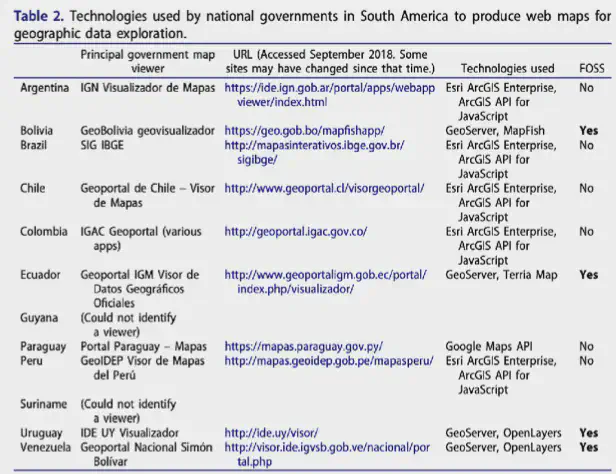 Table 2. Technologies used by national governments in South America to produce web maps for
geographic data exploration.
Principal government map viewer URL (Accessed September 2018. Some sites may have changed since that time.) Technologies used FOSS
Argentina IGN Visualizador de Mapas https://ide.ign.gob.ar/portal/apps/webapp Esri ArcGIS Enterprise, No
viewer/index.html ArcGIS API for
JavaScript
Bolivia GeoBolivia geovisualizador https://geo.gob.bo/mapfishapp/ GeoServer, MapFish Yes
Brazil SIG IBGE http://mapasinterativos.ibge.gov.br/ Esri ArcGIS Enterprise, No
sigibge/ ArcGIS API for
JavaScript
Chile Geoportal de Chile – Visor http://www.geoportal.cl/visorgeoportal/ Esri ArcGIS Enterprise, No
de Mapas ArcGIS API for
JavaScript
Colombia IGAC Geoportal (various http://geoportal.igac.gov.co/ Esri ArcGIS Enterprise, No
apps) ArcGIS API for
JavaScript
Ecuador Geoportal IGM Visor de http://www.geoportaligm.gob.ec/portal/ GeoServer, Terria Map Yes
Datos Geográficos index.php/visualizador/
Oficiales
Guyana (Could not identify
a viewer)
Paraguay Portal Paraguay – Mapas https://mapas.paraguay.gov.py/ Google Maps API No
Peru GeoIDEP Visor de Mapas http://mapas.geoidep.gob.pe/mapasperu/ Esri ArcGIS Enterprise, No
del Perú ArcGIS API for
JavaScript
Suriname (Could not identify
a viewer)
Uruguay IDE UY Visualizador http://ide.uy/visor/ GeoServer, OpenLayers Yes
Venezuela Geoportal Nacional Simón http://visor.ide.igvsb.gob.ve/nacional/por GeoServer, OpenLayers Yes
Bolívar tal.php